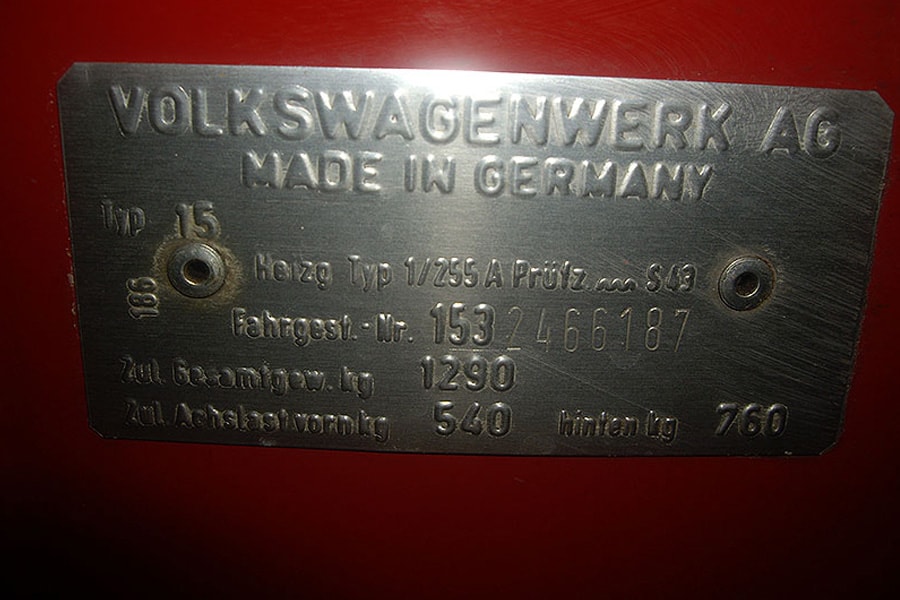 VOLKSWAGENWERK AG
MADE IN GERMANY
Typ 15
186
Heizg Typ 1/255 A Prüfz. ~~~ S 43
Fahrgest.-Nr. 153 2466187
Zul. Gesamtgew. kg 1290
Zul. Achslast vorn kg 540 hinten kg 760